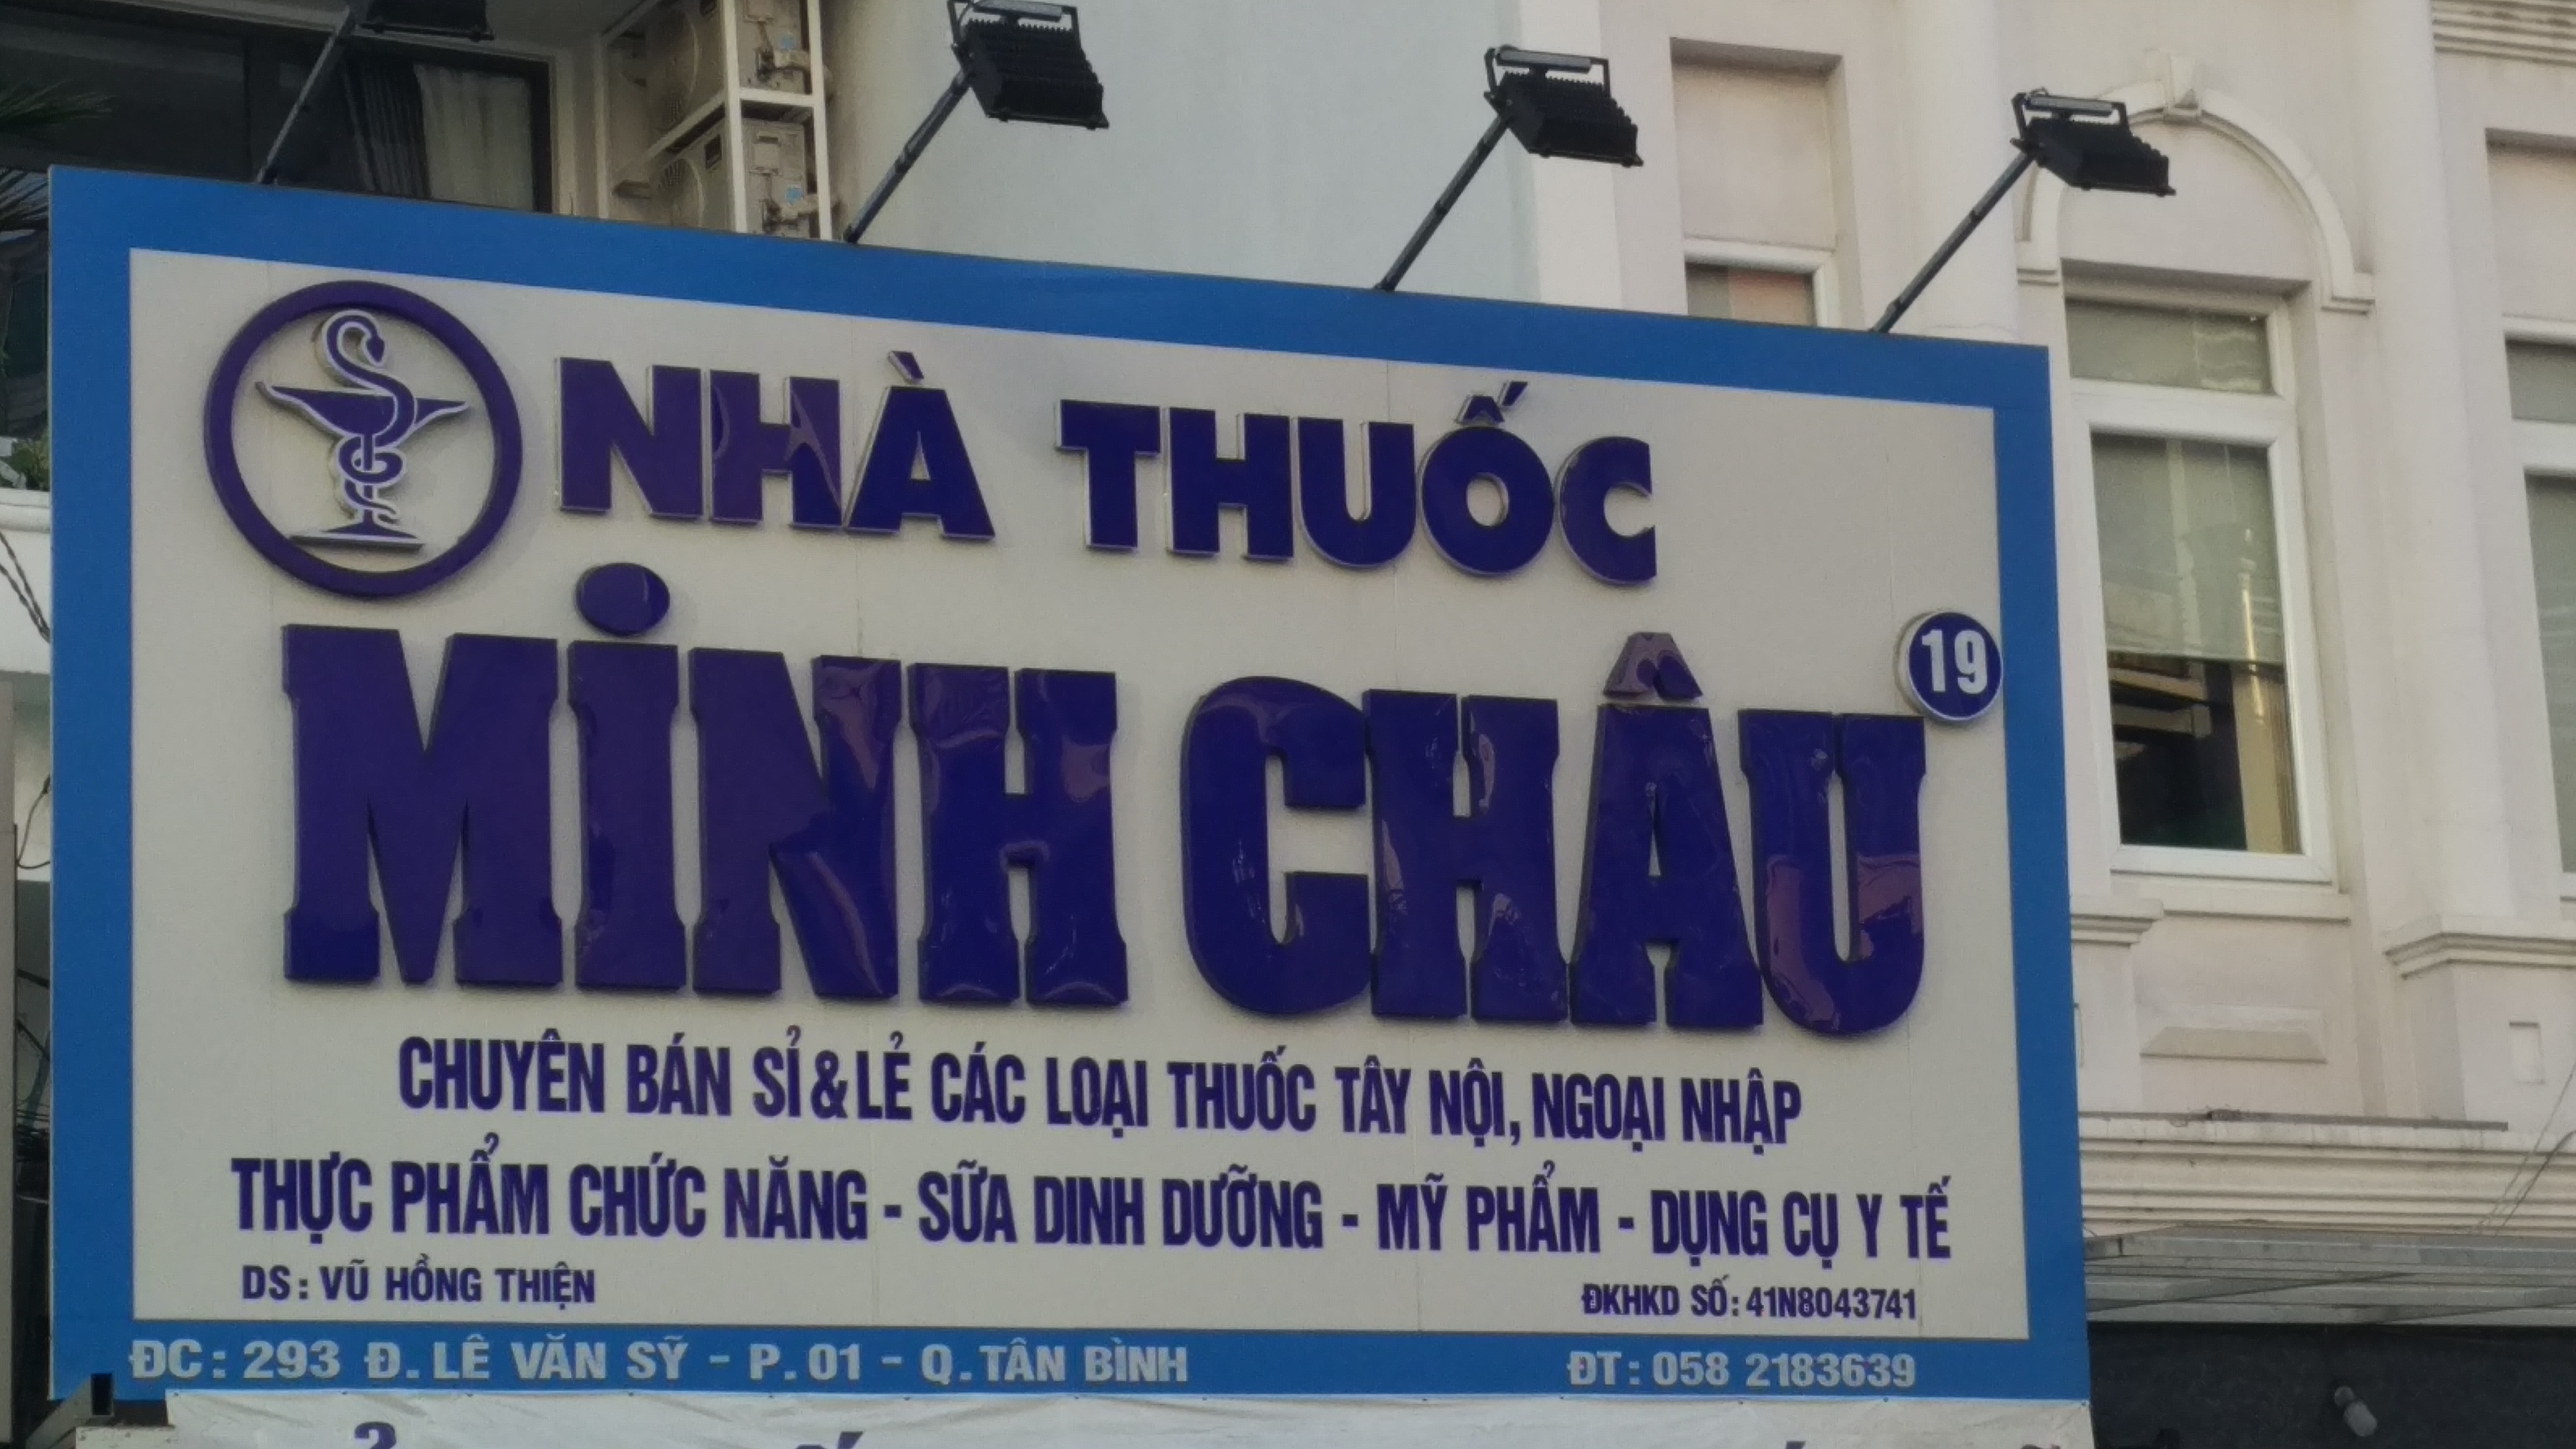 NHÀ THUỐC
MINH CHÂU 19
CHUYÊN BÁN SỈ & LẺ CÁC LOẠI THUỐC TÂY NỘI, NGOẠI NHẬP
THỰC PHẨM CHỨC NĂNG - SỮA DINH DƯỠNG - MỸ PHẨM - DỤNG CỤ Y TẾ
DS: VŨ HỒNG THIỆN
ĐKHKD SỐ: 41N8043741
ĐC: 293 Đ. LÊ VĂN SỸ - P. 01 - Q. TÂN BÌNH
ĐT: 058 2183639